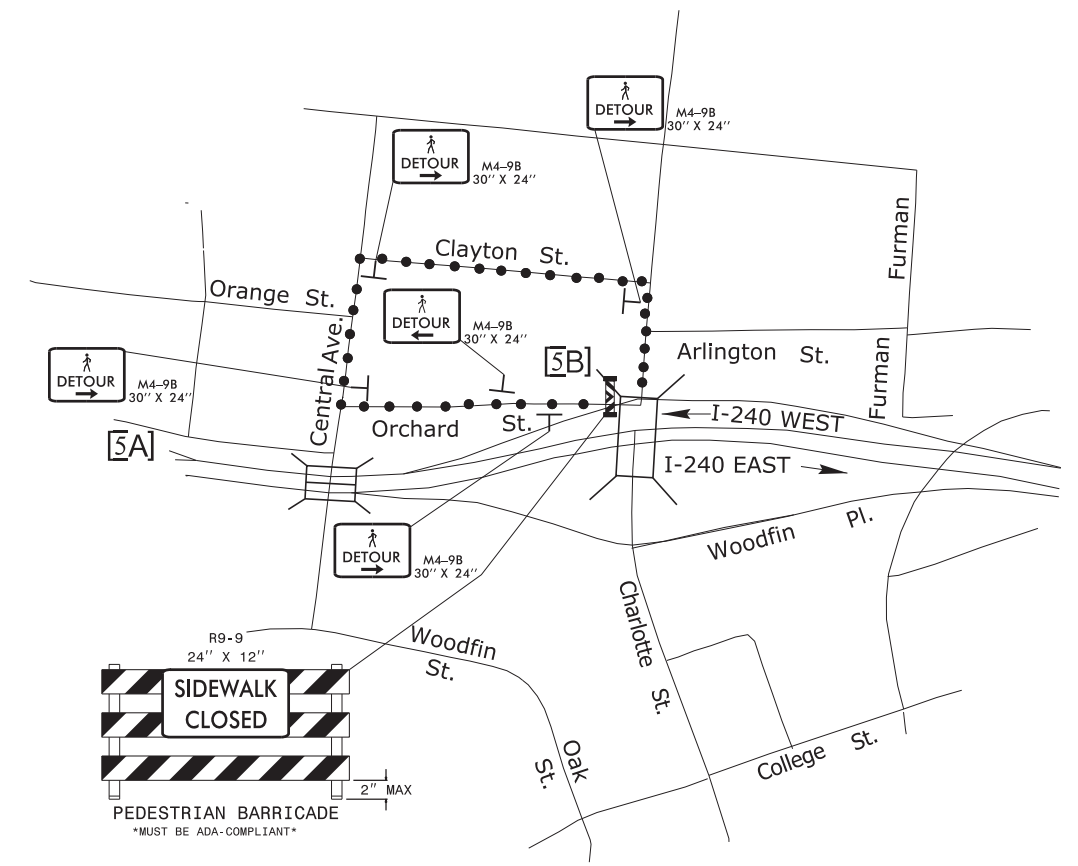 DETOUR
M4-9B
30'' X 24''
DETOUR
M4-9B
30'' X 24''
Clayton St.
Furman
Orange St.
DETOUR
M4-9B
30'' X 24''
Central Ave.
[5B]
Arlington St.
DETOUR
M4-9B
30'' X 24''
Furman
Orchard St.
I-240 WEST
[5A]
I-240 EAST
Woodfin Pl.
DETOUR
M4-9B
30'' X 24''
Charlotte St.
Woodfin
St.
R9-9
24'' X 12''
SIDEWALK
CLOSED
Oak
St.
College St.
2'' MAX
PEDESTRIAN BARRICADE
*MUST BE ADA-COMPLIANT*